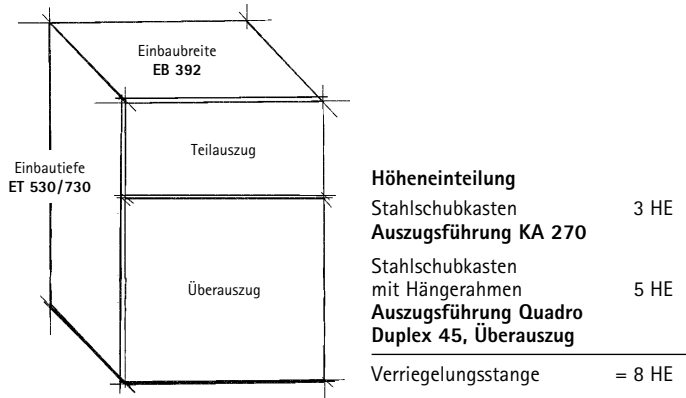 Einbaubreite
EB 392
Teilauszug
Einbautiefe
ET 530/730
Überauszug
Höheneinteilung
Stahlschubkasten 3 HE
Auszugsführung KA 270
Stahlschubkasten
mit Hängerahmen 5 HE
Auszugsführung Quadro
Duplex 45, Überauszug
Verriegelungsstange = 8 HE